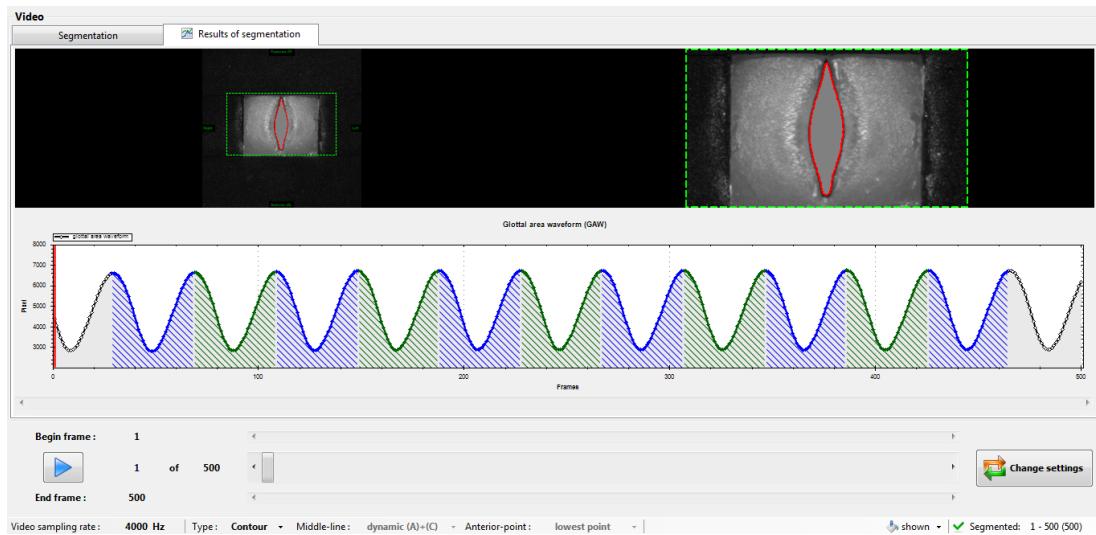 Video
Segmentation
Results of segmentation
Right
Left
Glottal area waveform (GAW)
glottal area waveform
8000
7000
6000
5000
4000
3000
Pixel
0 100 200 300 400 500
Frames
Begin frame : 1
1 of 500
Change settings
End frame : 500
Video sampling rate : 4000 Hz Type : Contour Middle-line : dynamic (A)+(C) Anterior-point : lowest point shown Segmented: 1 - 500 (500)